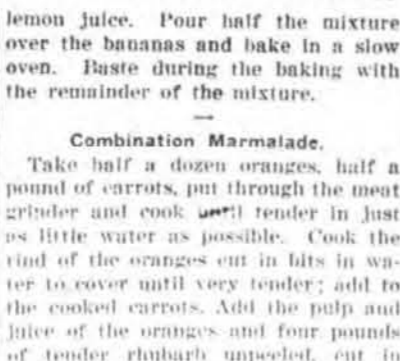 lemon juice. Pour half the mixture
over the bananas and bake in a slow
oven. Baste during the baking with
the remainder of the mixture.
Combination Marmalade.
Take half a dozen oranges, half a
pound of carrots, put through the meat
grinder and cook until tender in just
as little water as possible. Cook the
rind of the oranges cut in bits in wa-
ter to cover until very tender; add to
the cooked carrots. Add the pulp and
juice of the oranges and four pounds
of tender rhubarb unpeeled, cut in